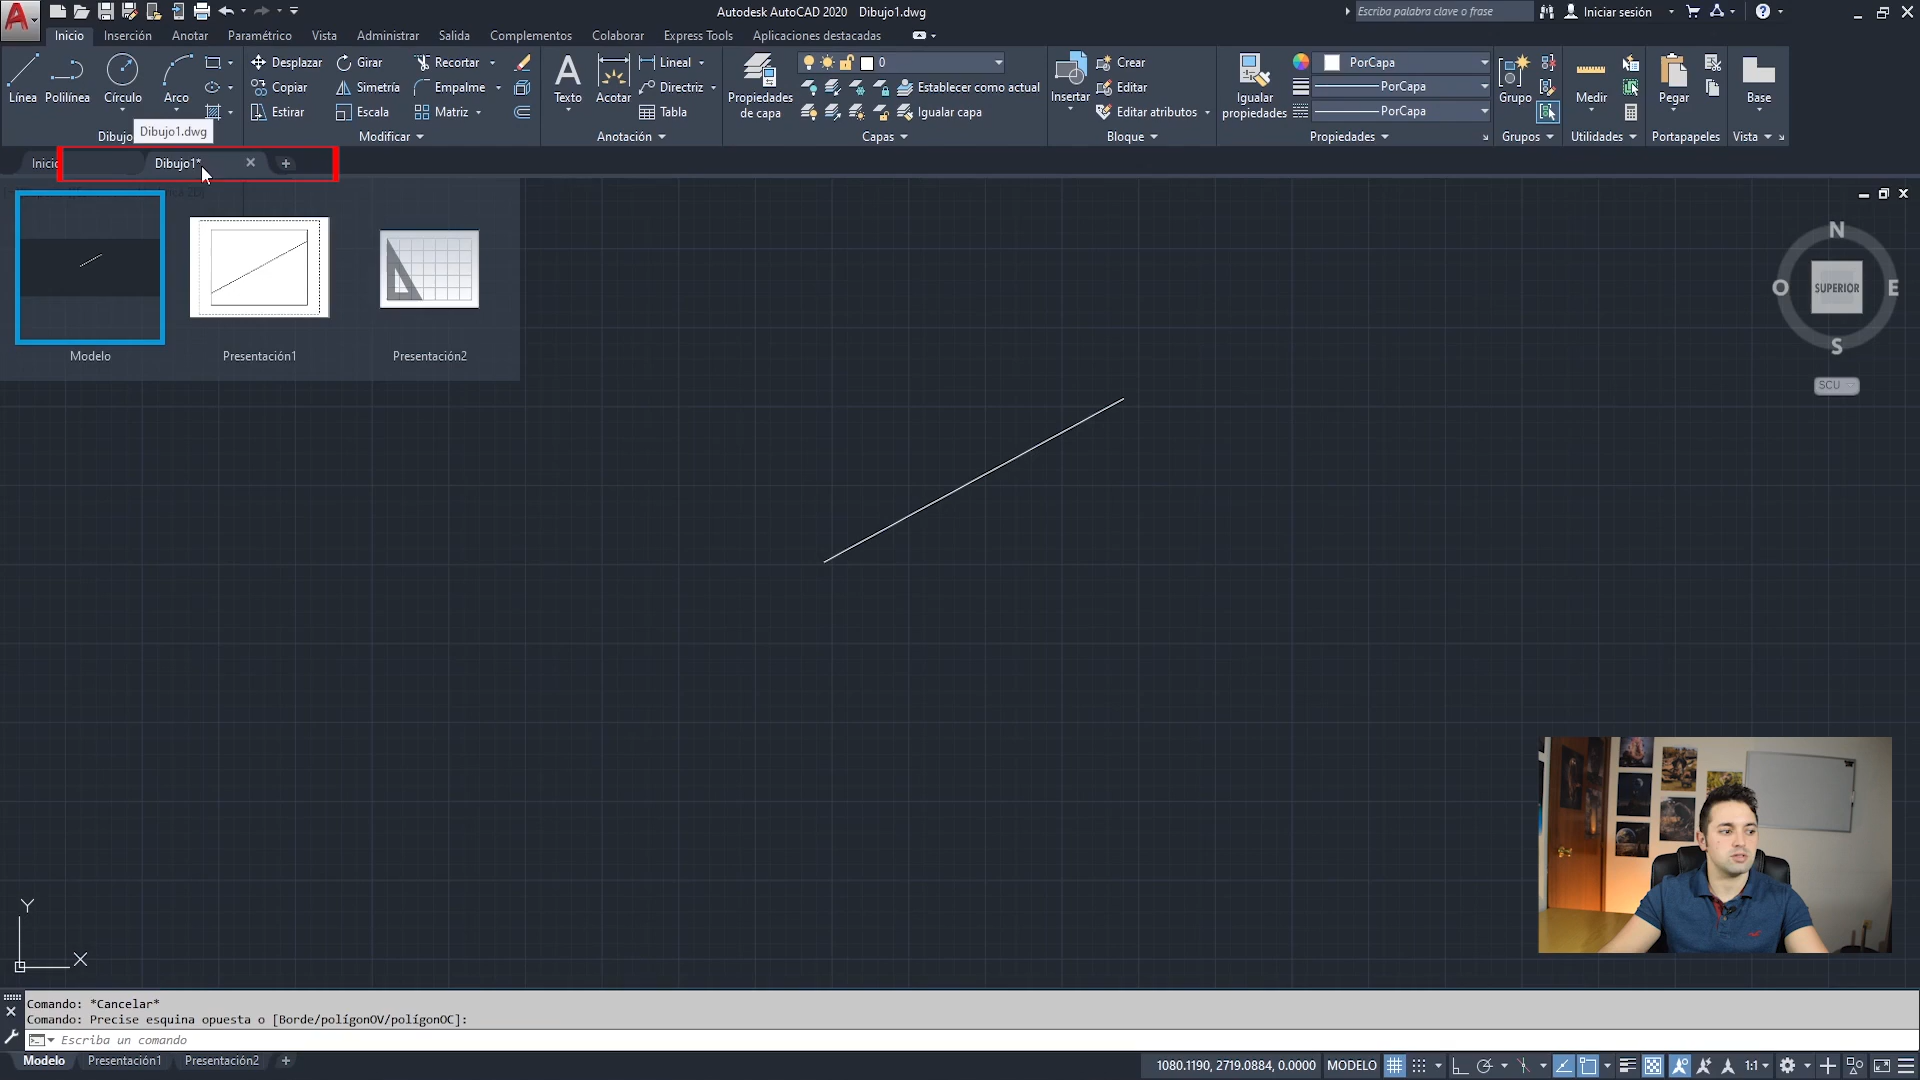 Autodesk AutoCAD 2020 Dibujo1.dwg
Escriba palabra clave o frase
Iniciar sesión
Inicio Inserción Anotar Paramétrico Vista Administrar Salida Complementos Colaborar Express Tools Aplicaciones destacadas
Línea Polilínea Círculo Arco
Desplazar Girar Recortar
Copiar Simetría Empalme
Estirar Escala Matriz
Texto Acotar
Lineal
Directriz
Tabla
Propiedades
de capa
0
Establecer como actual
Igualar capa
Insertar
Crear
Editar
Editar atributos
Igualar
propiedades
PorCapa
PorCapa
PorCapa
Grupo
Medir
Pegar
Base
Dibujo Modificar Anotación Capas Bloque Propiedades Grupos Utilidades Portapapeles Vista
Dibujo1.dwg
Inicio Dibujo1*
Modelo Presentación1 Presentación2
N
O SUPERIOR E
S
SCU
Y
X
Comando: *Cancelar*
Comando: Precise esquina opuesta o [Borde/polígonOV/polígonOC]:
Escriba un comando
Modelo Presentación1 Presentación2
1080.1190, 2719.0884, 0.0000 MODELO 1:1